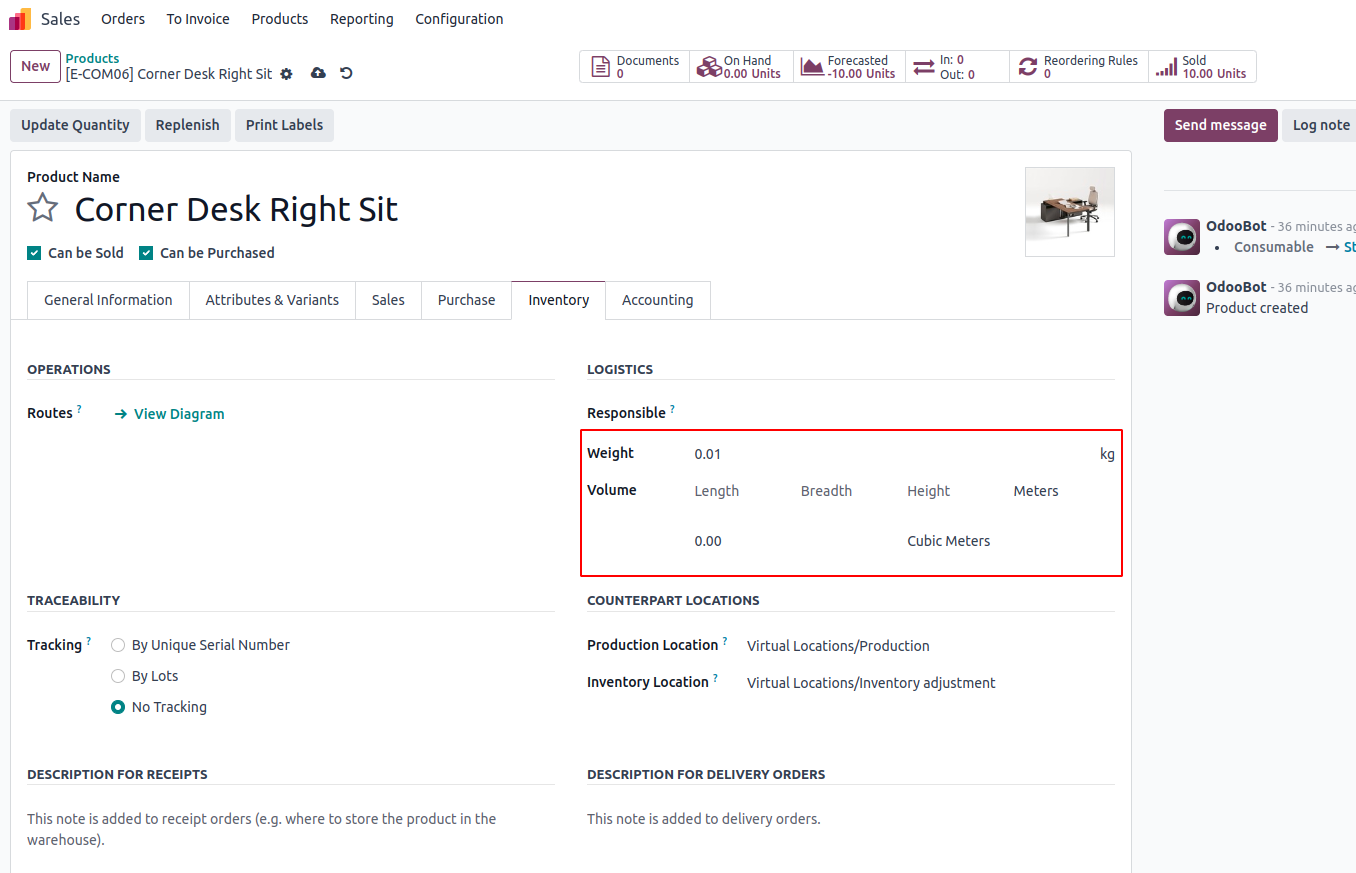 Sales Orders To Invoice Products Reporting Configuration
New Products
[E-COM06] Corner Desk Right Sit
Documents 0
On Hand 0.00 Units
Forecasted -10.00 Units
In: 0
Out: 0
Reordering Rules 0
Sold 10.00 Units
Update Quantity Replenish Print Labels
Send message Log note
Product Name
Corner Desk Right Sit
Can be Sold Can be Purchased
General Information Attributes & Variants Sales Purchase Inventory Accounting
OPERATIONS
Routes ? View Diagram
LOGISTICS
Responsible ?
Weight 0.01 kg
Volume Length Breadth Height Meters
0.00 Cubic Meters
TRACEABILITY
Tracking ? By Unique Serial Number
By Lots
No Tracking
COUNTERPART LOCATIONS
Production Location ? Virtual Locations/Production
Inventory Location ? Virtual Locations/Inventory adjustment
DESCRIPTION FOR RECEIPTS
This note is added to receipt orders (e.g. where to store the product in the
warehouse).
DESCRIPTION FOR DELIVERY ORDERS
This note is added to delivery orders.
OdooBot - 36 minutes ag
• Consumable → St
OdooBot - 36 minutes ag
Product created